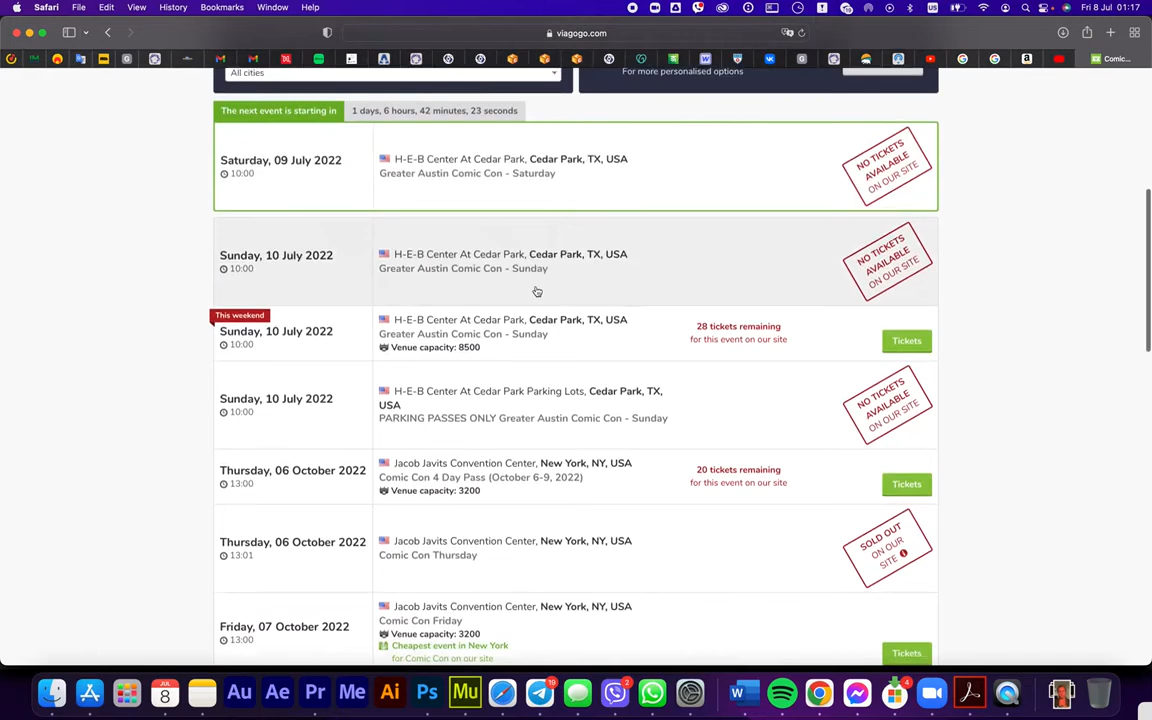 Safari File Edit View History Bookmarks Window Help Fri 8 Jul 01:17
viagogo.com
Comic...
All cities
For more personalised options
The next event is starting in 1 days, 6 hours, 42 minutes, 23 seconds
Saturday, 09 July 2022
10:00
H-E-B Center At Cedar Park, Cedar Park, TX, USA
Greater Austin Comic Con - Saturday
NO TICKETS
AVAILABLE
ON OUR SITE
Sunday, 10 July 2022
10:00
H-E-B Center At Cedar Park, Cedar Park, TX, USA
Greater Austin Comic Con - Sunday
NO TICKETS
AVAILABLE
ON OUR SITE
This weekend
Sunday, 10 July 2022
10:00
H-E-B Center At Cedar Park, Cedar Park, TX, USA
Greater Austin Comic Con - Sunday
Venue capacity: 8500
28 tickets remaining
for this event on our site
Tickets
Sunday, 10 July 2022
10:00
H-E-B Center At Cedar Park Parking Lots, Cedar Park, TX,
USA
PARKING PASSES ONLY Greater Austin Comic Con - Sunday
NO TICKETS
AVAILABLE
ON OUR SITE
Thursday, 06 October 2022
13:00
Jacob Javits Convention Center, New York, NY, USA
Comic Con 4 Day Pass (October 6-9, 2022)
Venue capacity: 3200
20 tickets remaining
for this event on our site
Tickets
Thursday, 06 October 2022
13:01
Jacob Javits Convention Center, New York, NY, USA
Comic Con Thursday
SOLD OUT
ON OUR
SITE
Friday, 07 October 2022
13:00
Jacob Javits Convention Center, New York, NY, USA
Comic Con Friday
Venue capacity: 3200
Cheapest event in New York
for Comic Con on our site
Tickets
JUL
8
Au
Ae
Pr
Me
Ai
Ps
Mu
19
2
W
4